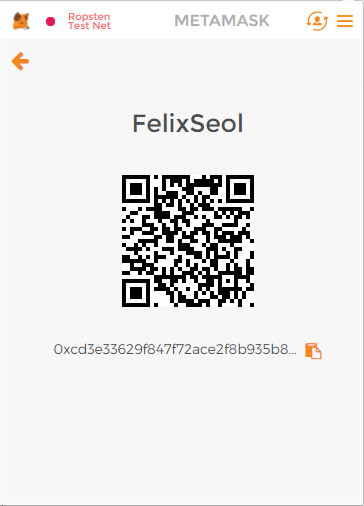 Ropsten
Test Net
METAMASK
FelixSeol
0xcd3e33629f847f72ace2f8b935b8...